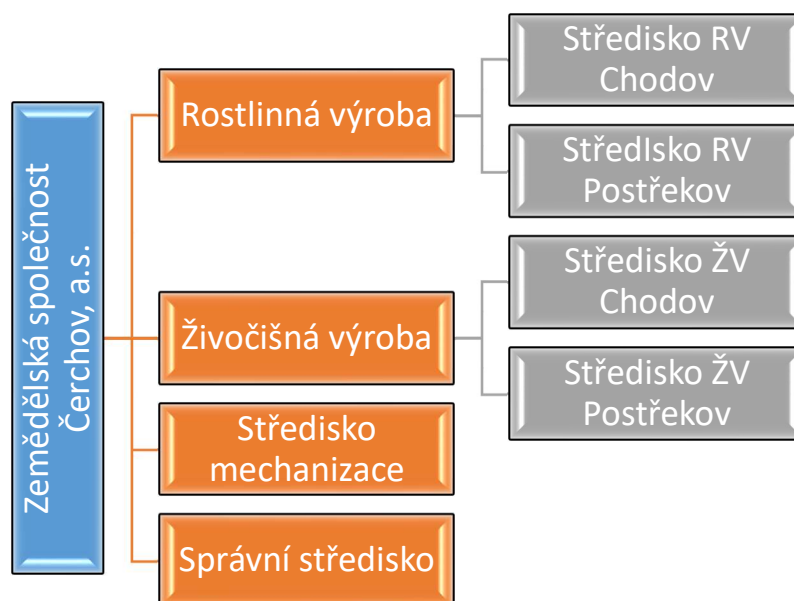 Zemědělská společnost
Čerchov, a.s.
Rostlinná výroba
Středisko RV
Chodov
StředIsko RV
Postřekov
Živočišná výroba
Středisko ŽV
Chodov
Středisko ŽV
Postřekov
Středisko
mechanizace
Správní středisko